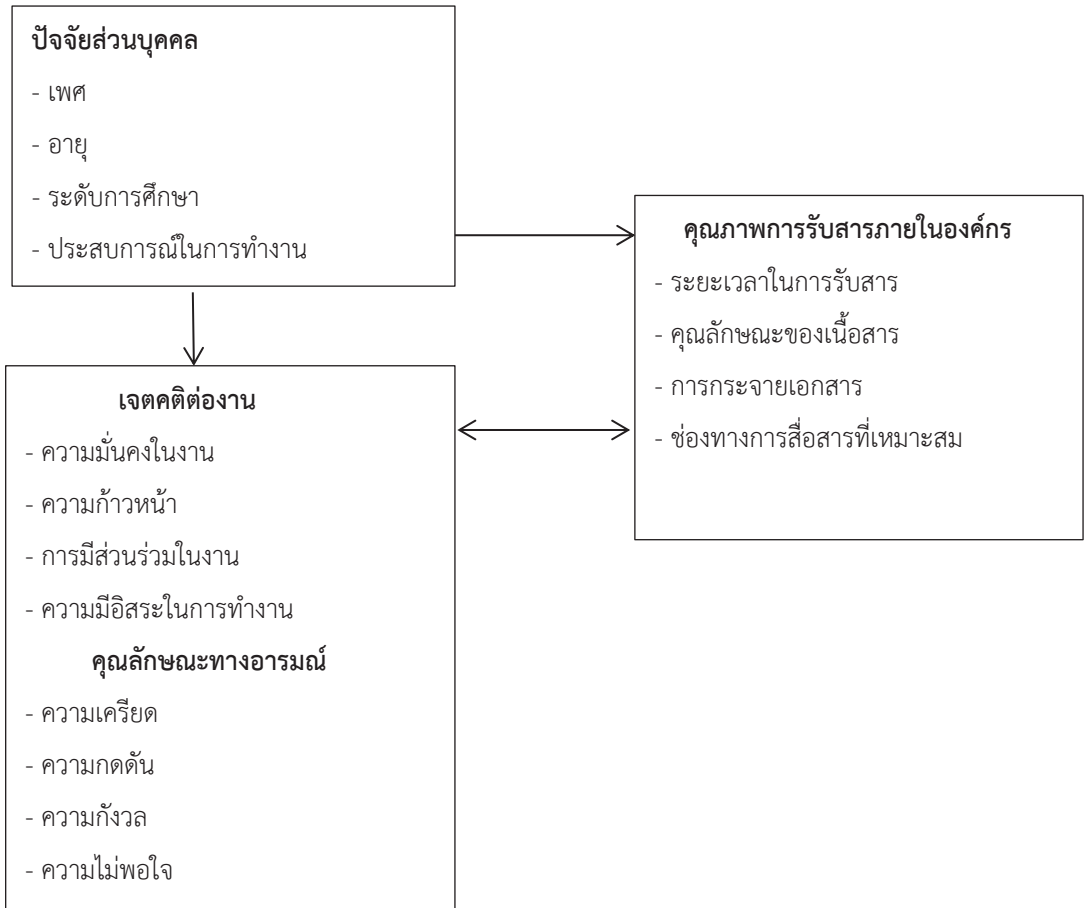 ปัจจัยส่วนบุคคล
- เพศ
- อายุ
- ระดับการศึกษา
- ประสบการณ์ในการทำงาน
คุณภาพการรับสารภายในองค์กร
- ระยะเวลาในการรับสาร
- คุณลักษณะของเนื้อสาร
- การกระจายเอกสาร
- ช่องทางการสื่อสารที่เหมาะสม
เจตคติต่องาน
- ความมั่นคงในงาน
- ความก้าวหน้า
- การมีส่วนร่วมในงาน
- ความมีอิสระในการทำงาน
คุณลักษณะทางอารมณ์
- ความเครียด
- ความกดดัน
- ความกังวล
- ความไม่พอใจ